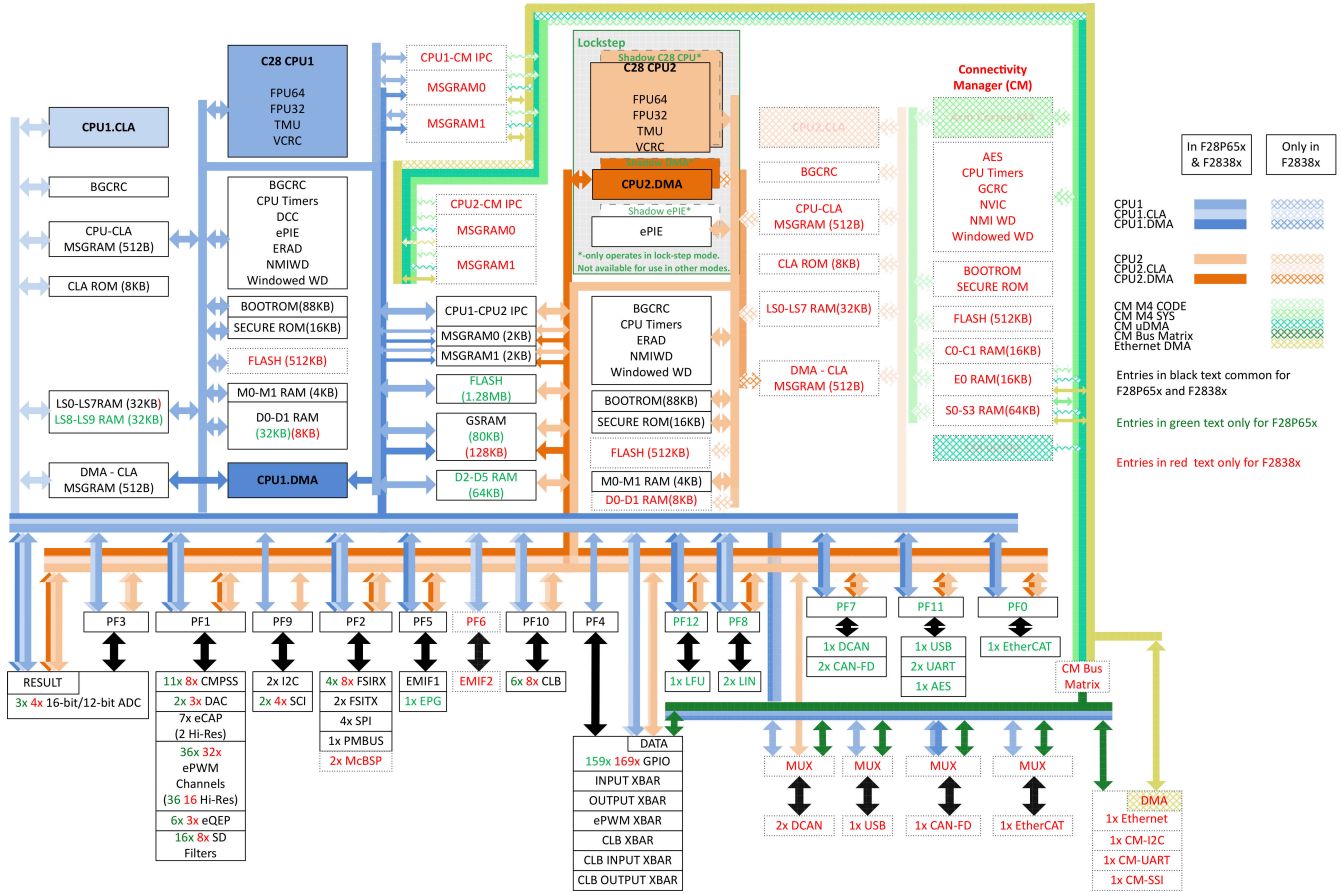 CPU1.CLA
BGCRC
CPU-CLA
MSGRAM (512B)
CLA ROM (8KB)
LS0-LS7RAM (32KB)
LS8-LS9 RAM (32KB)
DMA - CLA
MSGRAM (512B)
C28 CPU1
FPU64
FPU32
TMU
VCRC
BGCRC
CPU Timers
DCC
ePIE
ERAD
NMIWD
Windowed WD
BOOTROM(88KB)
SECURE ROM(16KB)
FLASH (512KB)
M0-M1 RAM (4KB)
D0-D1 RAM
(32KB)(8KB)
CPU1.DMA
CPU1-CM IPC
MSGRAM0
MSGRAM1
CPU2-CM IPC
MSGRAM0
MSGRAM1
CPU1-CPU2 IPC
MSGRAM0 (2KB)
MSGRAM1 (2KB)
FLASH
(1.28MB)
GSRAM
(80KB)
(128KB)
D2-D5 RAM
(64KB)
Lockstep
Shadow C28 CPU*
C28 CPU2
FPU64
FPU32
TMU
VCRC
Shadow DMA*
CPU2.DMA
Shadow ePIE*
ePIE
*-only operates in lock-step mode.
Not available for use in other modes.
BGCRC
CPU Timers
ERAD
NMIWD
Windowed WD
BOOTROM(88KB)
SECURE ROM(16KB)
FLASH (512KB)
M0-M1 RAM (4KB)
D0-D1 RAM(8KB)
CPU2.CLA
BGCRC
CPU-CLA
MSGRAM (512B)
CLA ROM (8KB)
LS0-LS7 RAM(32KB)
DMA - CLA
MSGRAM (512B)
Connectivity
Manager (CM)
AES
CPU Timers
GCRC
NVIC
NMI WD
Windowed WD
BOOTROM
SECURE ROM
FLASH (512KB)
C0-C1 RAM(16KB)
E0 RAM(16KB)
S0-S3 RAM(64KB)
In F28P65x
& F2838x
Only in
F2838x
CPU1
CPU1.CLA
CPU1.DMA
CPU2
CPU2.CLA
CPU2.DMA
CM M4 CODE
CM M4 SYS
CM uDMA
CM Bus Matrix
Ethernet DMA
Entries in black text common for
F28P65x and F2838x
Entries in green text only for F28P65x
Entries in red text only for F2838x
RESULT
3x 4x 16-bit/12-bit ADC
PF3
PF1
11x 8x CMPSS
2x 3x DAC
7x eCAP
(2 Hi-Res)
36x 32x
ePWM
Channels
(36 16 Hi-Res)
6x 3x eQEP
16x 8x SD
Filters
PF9
2x I2C
2x 4x SCI
PF2
4x 8x FSIRX
2x FSITX
4x SPI
1x PMBUS
2x McBSP
PF5
EMIF1
1x EPG
PF6
EMIF2
PF10
6x 8x CLB
PF4
DATA
159x 169x GPIO
INPUT XBAR
OUTPUT XBAR
ePWM XBAR
CLB XBAR
CLB INPUT XBAR
CLB OUTPUT XBAR
PF12
1x LFU
PF8
2x LIN
PF7
1x DCAN
2x CAN-FD
PF11
1x USB
2x UART
1x AES
PF0
1x EtherCAT
CM Bus
Matrix
MUX
2x DCAN
MUX
1x USB
MUX
1x CAN-FD
MUX
1x EtherCAT
DMA
1x Ethernet
1x CM-I2C
1x CM-UART
1x CM-SSI